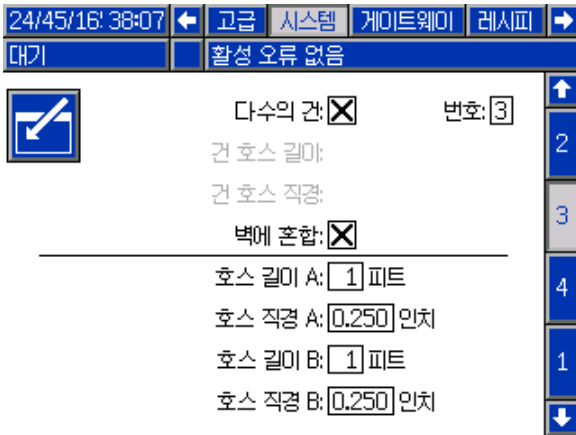 24/45/16' 38:07 고급 시스템 게이트웨이 레시피
대기 활성 오류 없음
다수의 건: 번호: 3
건 호스 길이:
건 호스 직경:
벽에 혼합:
호스 길이 A: 1 피트
호스 직경 A: 0.250 인치
호스 길이 B: 1 피트
호스 직경 B: 0.250 인치
2
3
4
1